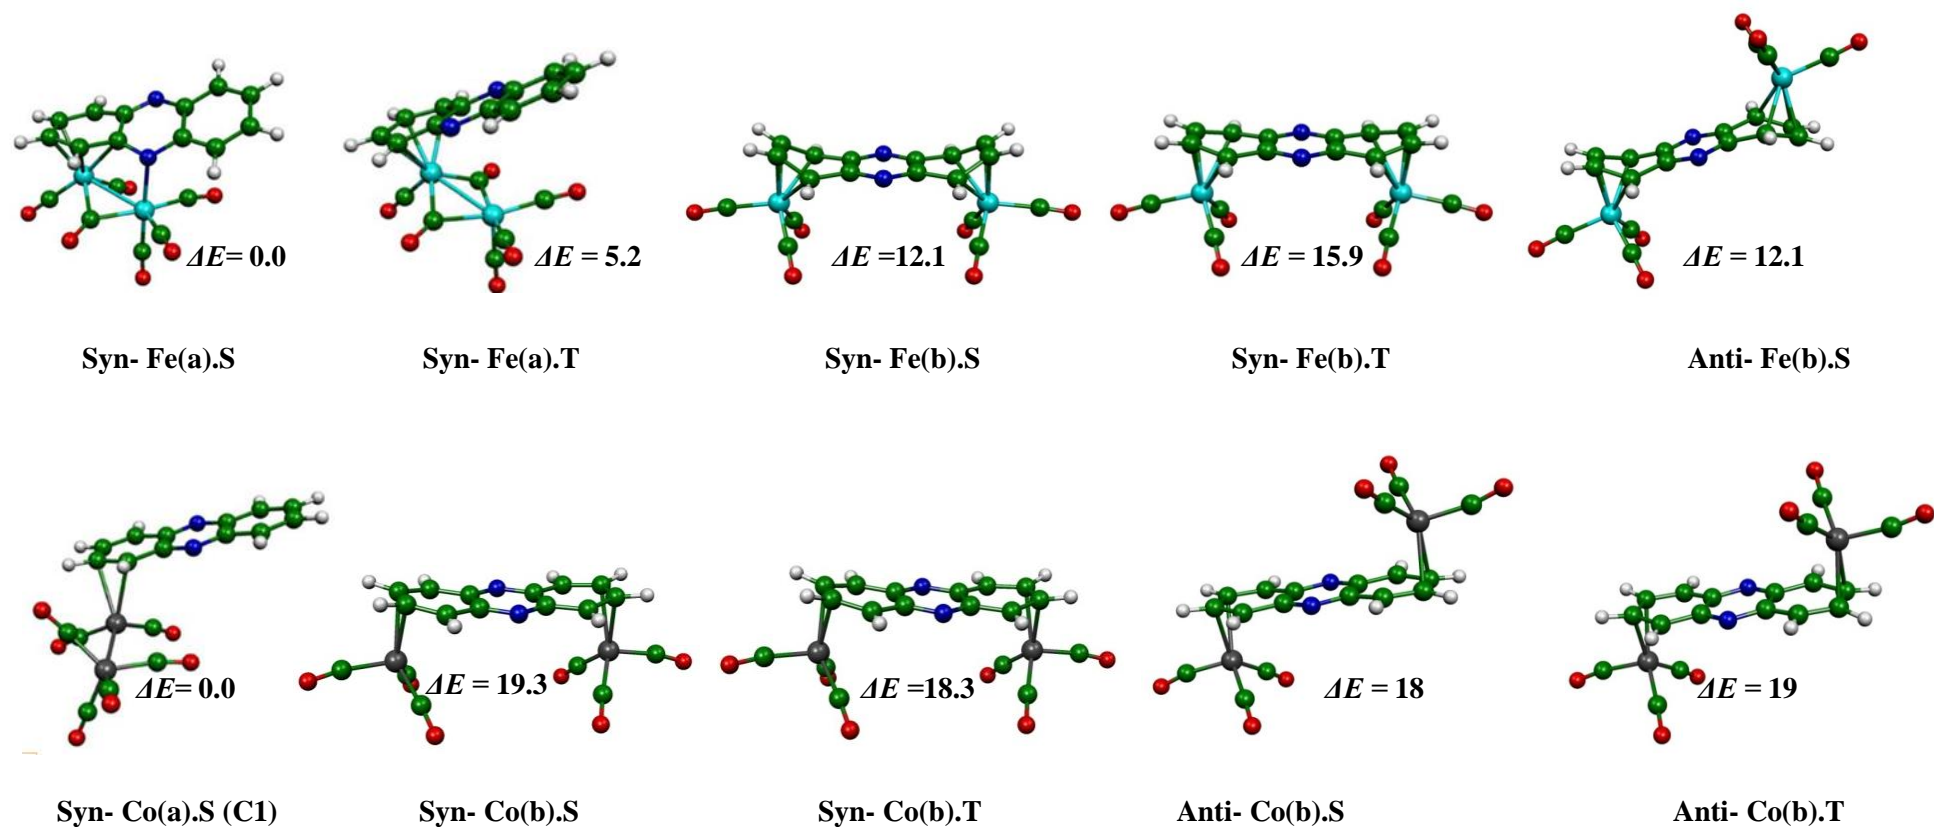 ΔE= 0.0
ΔE = 5.2
ΔE =12.1
ΔE = 15.9
ΔE = 12.1
Syn- Fe(a).S
Syn- Fe(a).T
Syn- Fe(b).S
Syn- Fe(b).T
Anti- Fe(b).S
ΔE= 0.0
ΔE = 19.3
ΔE =18.3
ΔE = 18
ΔE = 19
Syn- Co(a).S (C1)
Syn- Co(b).S
Syn- Co(b).T
Anti- Co(b).S
Anti- Co(b).T